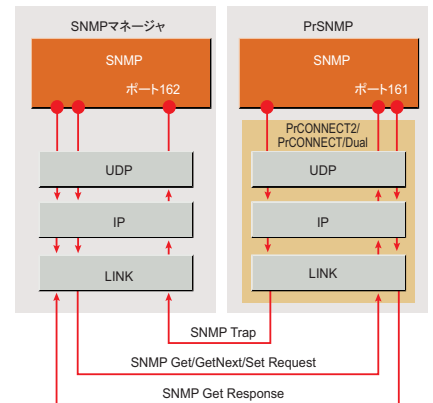 SNMPマネージャ
SNMP
ポート162
UDP
IP
LINK
PrSNMP
SNMP
ポート161
PrCONNECT2/
PrCONNECT/Dual
UDP
IP
LINK
SNMP Trap
SNMP Get/GetNext/Set Request
SNMP Get Response